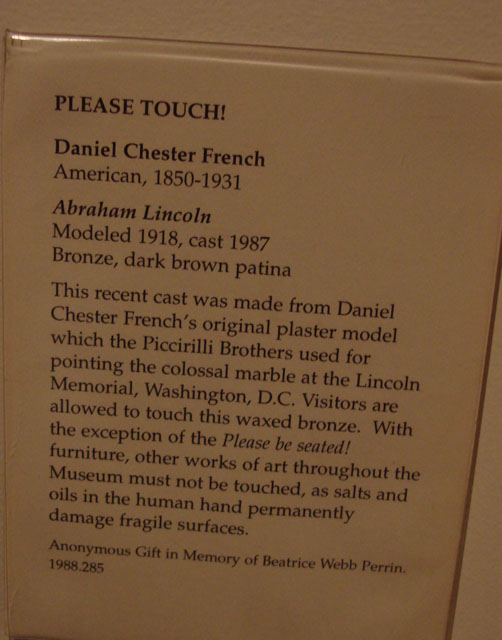 PLEASE TOUCH!
Daniel Chester French
American, 1850-1931
Abraham Lincoln
Modeled 1918, cast 1987
Bronze, dark brown patina
This recent cast was made from Daniel
Chester French's original plaster model
which the Piccirilli Brothers used for
pointing the colossal marble at the Lincoln
Memorial, Washington, D.C. Visitors are
allowed to touch this waxed bronze. With
the exception of the Please be seated!
furniture, other works of art throughout the
Museum must not be touched, as salts and
oils in the human hand permanently
damage fragile surfaces.
Anonymous Gift in Memory of Beatrice Webb Perrin.
1988.285